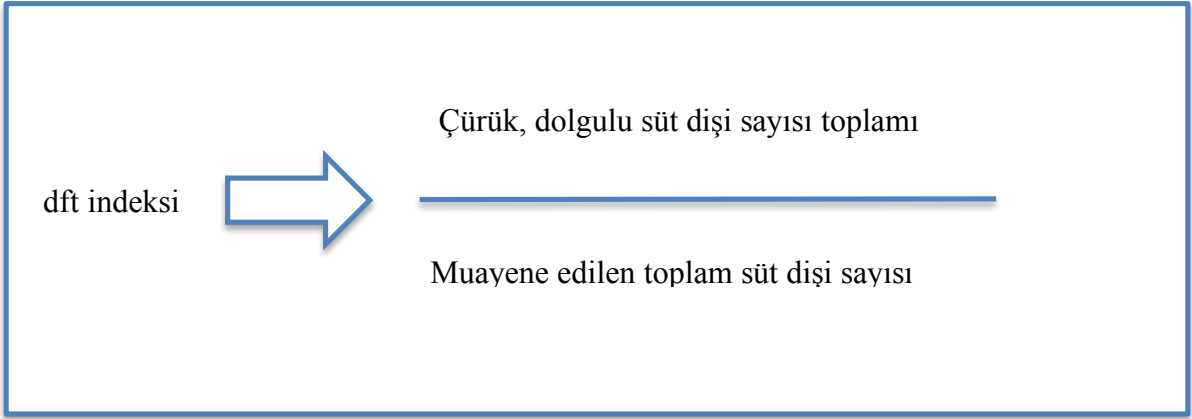 Çürük, dolgulu süt dişi sayısı toplamı
dft indeksi
Muayene edilen toplam süt dişi sayısı